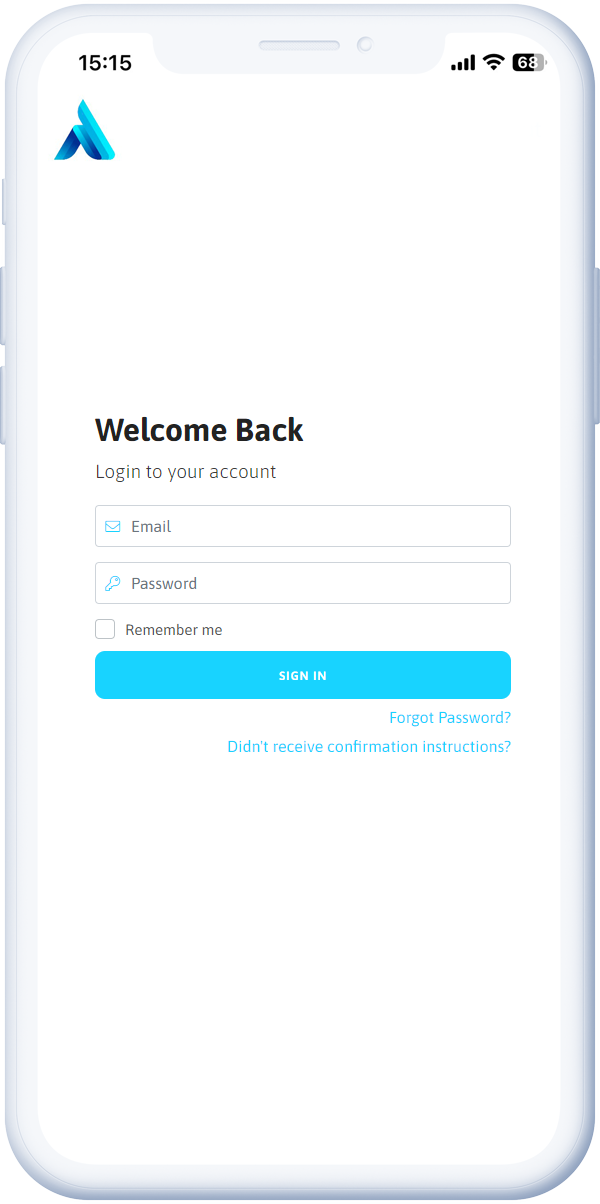 15:15
68
Welcome Back
Login to your account
Email
Password
Remember me
SIGN IN
Forgot Password?
Didn't receive confirmation instructions?